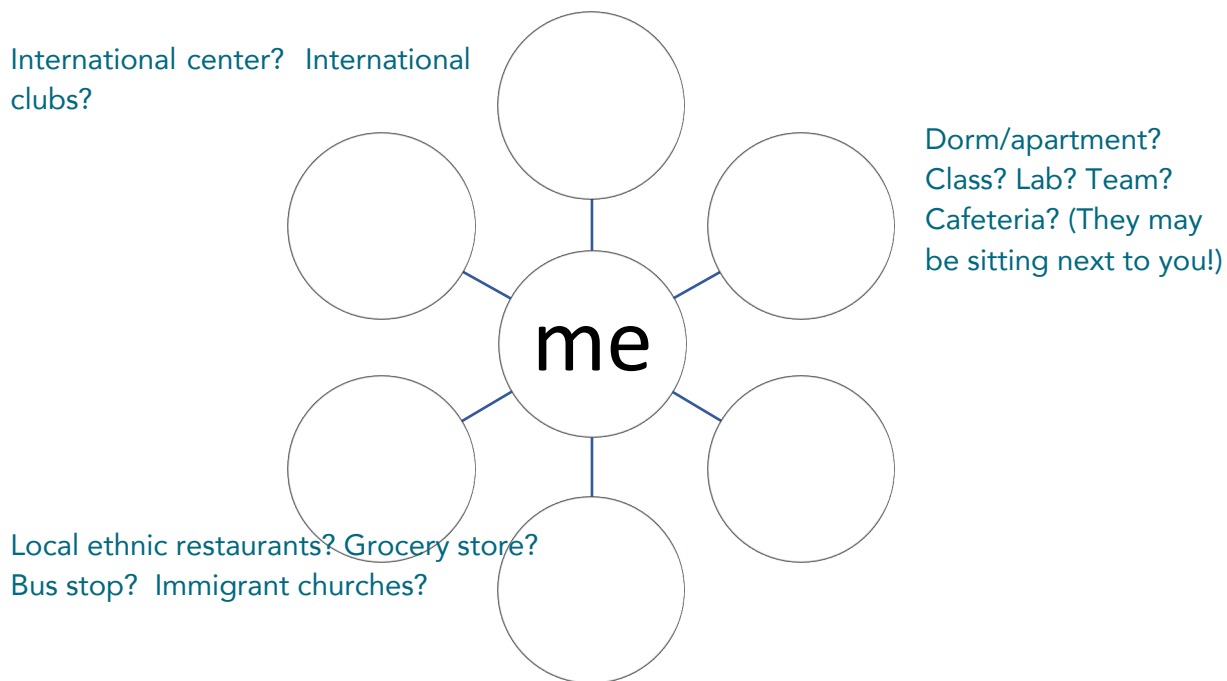 International center? International
clubs?
Dorm/apartment?
Class? Lab? Team?
Cafeteria? (They may
be sitting next to you!)
me
Local ethnic restaurants? Grocery store?
Bus stop? Immigrant churches?